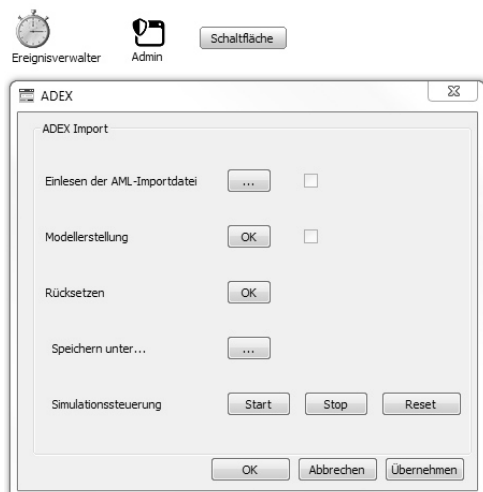 Schaltfläche
Ereignisverwalter Admin
ADEX
ADEX Import
Einlesen der AML-Importdatei ...
Modellerstellung OK
Rücksetzen OK
Speichern unter... ...
Simulationssteuerung Start Stop Reset
OK Abbrechen Übernehmen